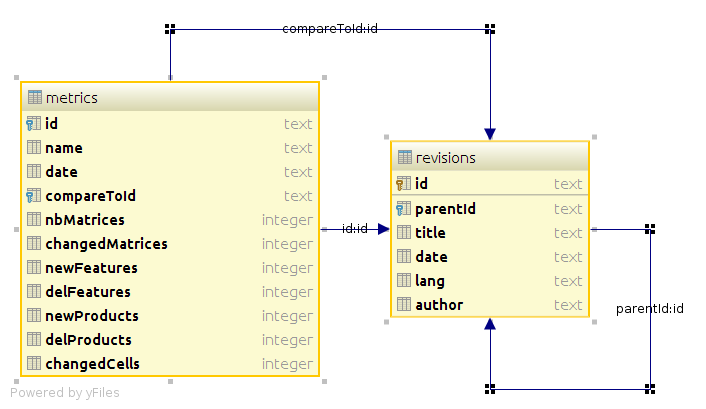 compareToId:id
metrics
id text
name text
date text
compareToId text
nbMatrices integer
changedMatrices integer
newFeatures integer
delFeatures integer
newProducts integer
delProducts integer
changedCells integer
id:id
revisions
id text
parentId text
title text
date text
lang text
author text
parentId:id
Powered by yFiles